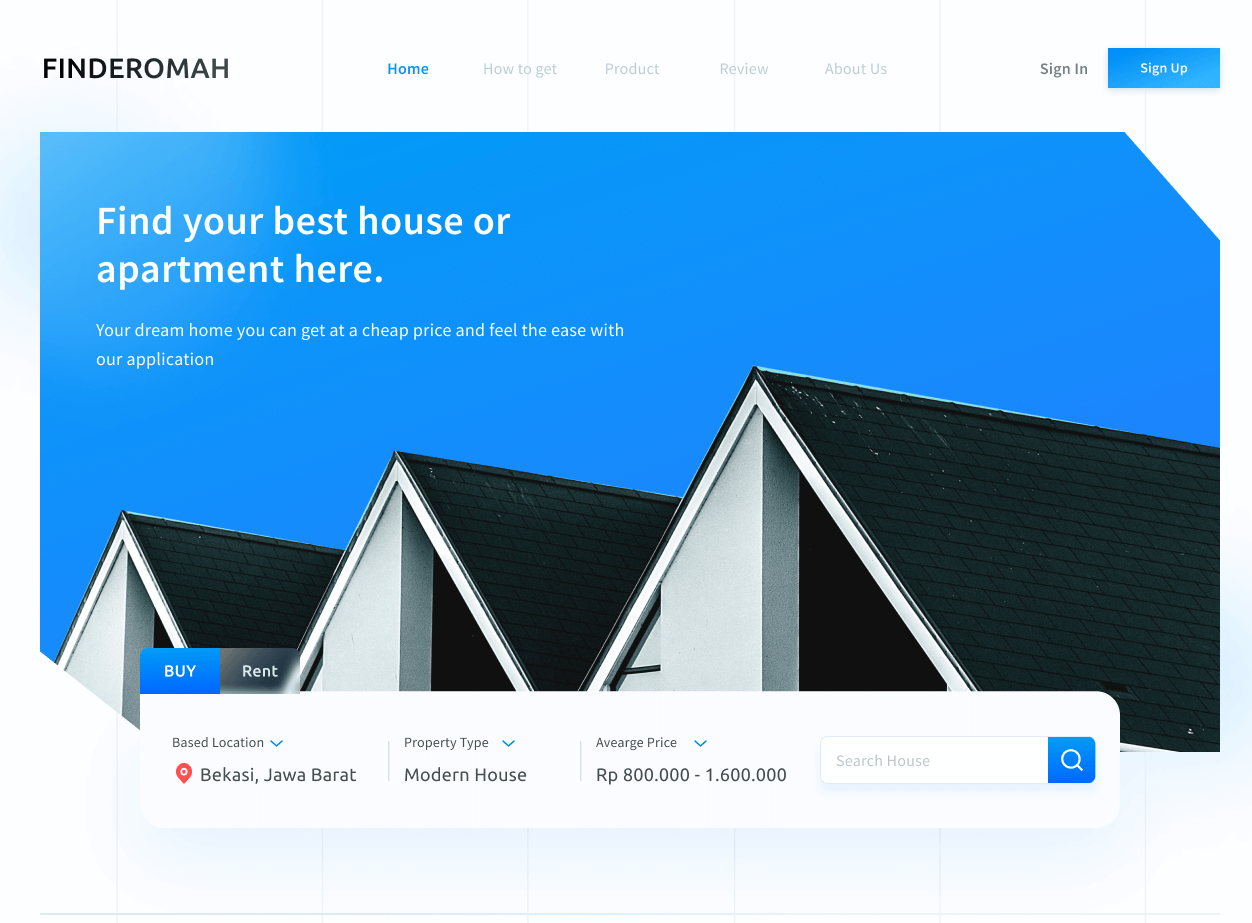 FINDEROMAH
Home
How to get
Product
Review
About Us
Sign In
Sign Up
Find your best house or
apartment here.
Your dream home you can get at a cheap price and feel the ease with
our application
BUY
Rent
Based Location
Property Type
Avearge Price
Bekasi, Jawa Barat
Modern House
Rp 800.000 - 1.600.000
Search House